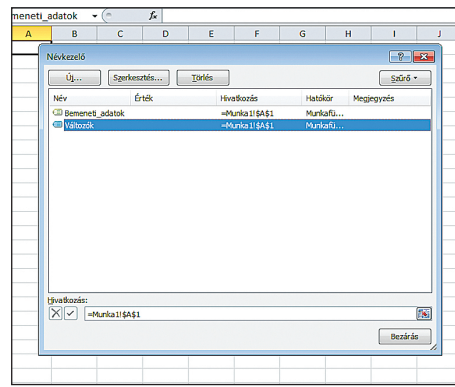 meneti_adatok fx
A B C D E F G H I J
Névkezelő
Új... Szerkesztés... Törlés Szűrő
Név Érték Hivatkozás Hatókör Megjegyzés
Bemeneti_adatok =Munka1!$A$1 Munkafü...
Változók =Munka1!$A$1 Munkafü...
Hivatkozás:
=Munka1!$A$1
Bezárás